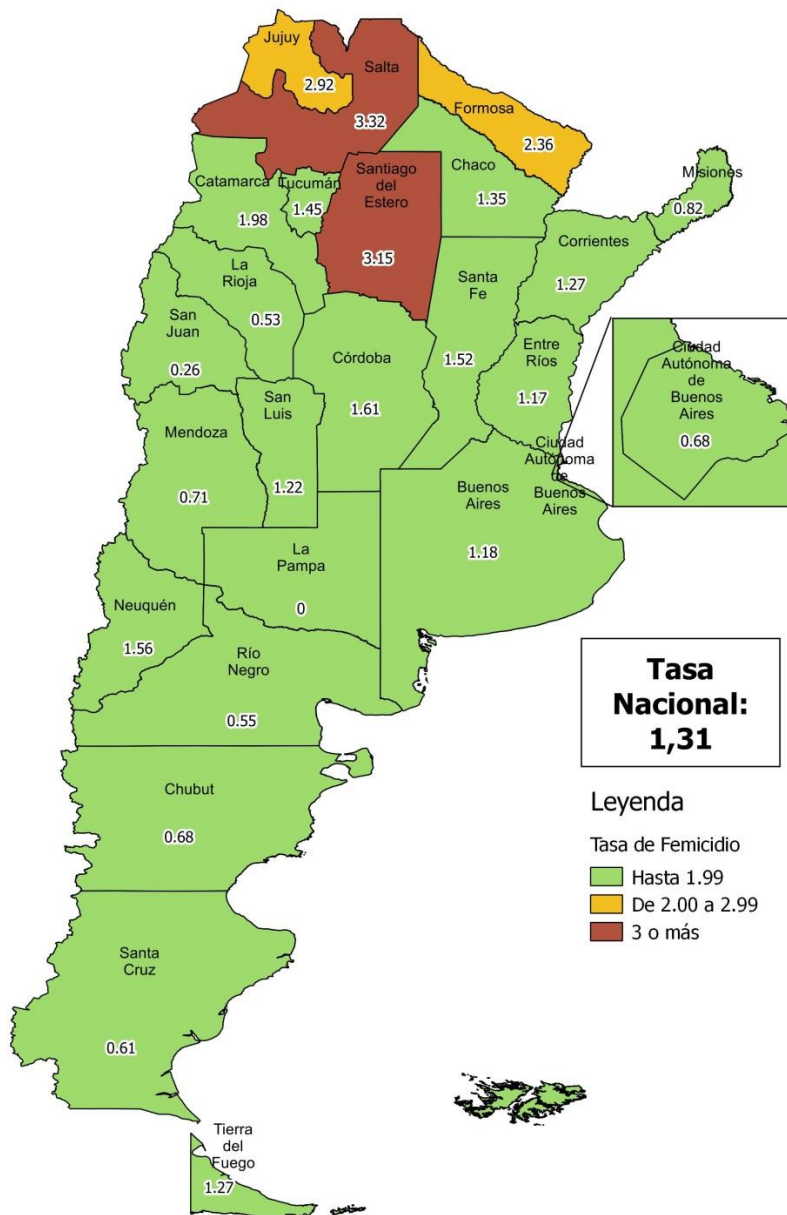 Jujuy
2.92
Salta
3.32
Formosa
2.36
Chaco
1.35
Misiones
0.82
Catamarca
1.98
Tucumán
1.45
Santiago
del
Estero
3.15
Corrientes
1.27
La
Rioja
0.53
Santa
Fe
1.52
San
Juan
0.26
Córdoba
1.61
Entre
Ríos
1.17
Ciudad
Autónoma
de
Buenos
Aires
0.68
San
Luis
1.22
Mendoza
0.71
Ciudad
Autónoma
de
Buenos
Aires
Buenos
Aires
1.18
La
Pampa
0
Neuquén
1.56
Río
Negro
0.55
Tasa
Nacional:
1,31
Chubut
0.68
Leyenda
Tasa de Femicidio
Hasta 1.99
De 2.00 a 2.99
3 o más
Santa
Cruz
0.61
Tierra
del
Fuego
1.27